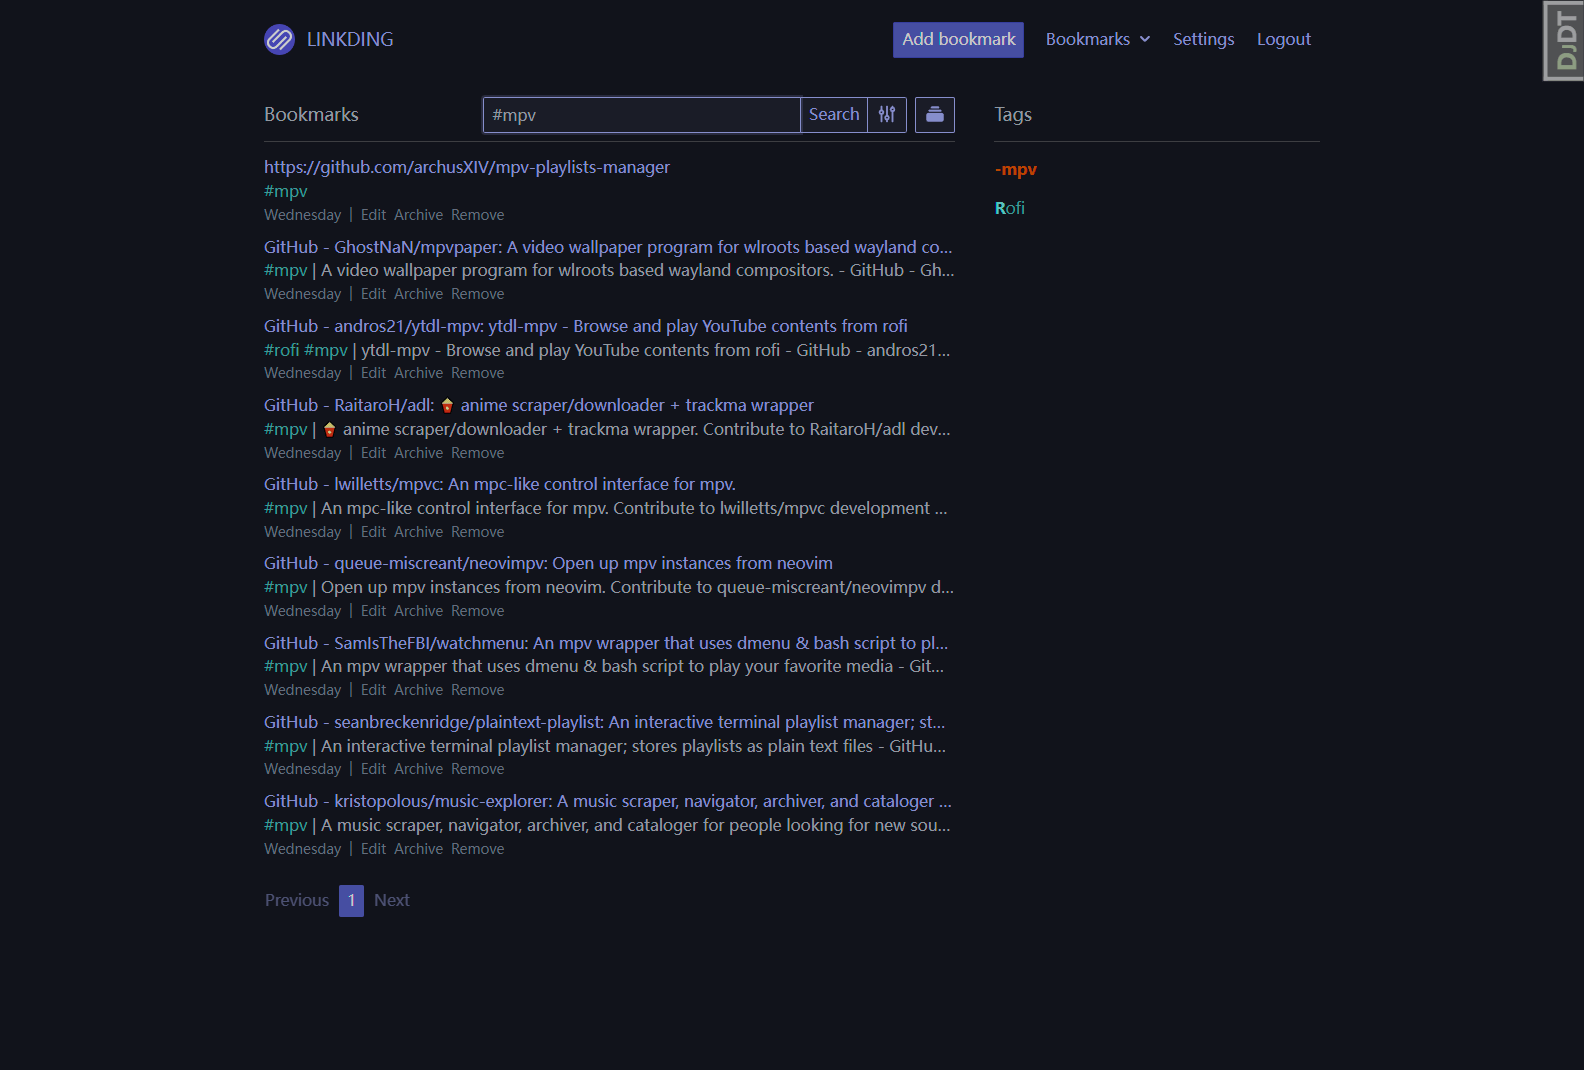 LINKDING
Add bookmark Bookmarks Settings Logout
DJDT
Bookmarks
#mpv
Search
Tags
https://github.com/archusXIV/mpv-playlists-manager
#mpv
Wednesday | Edit Archive Remove
GitHub - GhostNaN/mpvpaper: A video wallpaper program for wlroots based wayland co...
#mpv | A video wallpaper program for wlroots based wayland compositors. - GitHub - Gh...
Wednesday | Edit Archive Remove
GitHub - andros21/ytdl-mpv: ytdl-mpv - Browse and play YouTube contents from rofi
#rofi #mpv | ytdl-mpv - Browse and play YouTube contents from rofi - GitHub - andros21...
Wednesday | Edit Archive Remove
GitHub - RaitaroH/adl: 🍿 anime scraper/downloader + trackma wrapper
#mpv | 🍿 anime scraper/downloader + trackma wrapper. Contribute to RaitaroH/adl dev...
Wednesday | Edit Archive Remove
GitHub - lwilletts/mpvc: An mpc-like control interface for mpv.
#mpv | An mpc-like control interface for mpv. Contribute to lwilletts/mpvc development ...
Wednesday | Edit Archive Remove
GitHub - queue-miscreant/neovimpv: Open up mpv instances from neovim
#mpv | Open up mpv instances from neovim. Contribute to queue-miscreant/neovimpv d...
Wednesday | Edit Archive Remove
GitHub - SamIsTheFBI/watchmenu: An mpv wrapper that uses dmenu & bash script to pl...
#mpv | An mpv wrapper that uses dmenu & bash script to play your favorite media - Git...
Wednesday | Edit Archive Remove
GitHub - seanbreckenridge/plaintext-playlist: An interactive terminal playlist manager; st...
#mpv | An interactive terminal playlist manager; stores playlists as plain text files - GitHu...
Wednesday | Edit Archive Remove
GitHub - kristopolous/music-explorer: A music scraper, navigator, archiver, and cataloger ...
#mpv | A music scraper, navigator, archiver, and cataloger for people looking for new sou...
Wednesday | Edit Archive Remove
Previous 1 Next
-mpv
Rofi